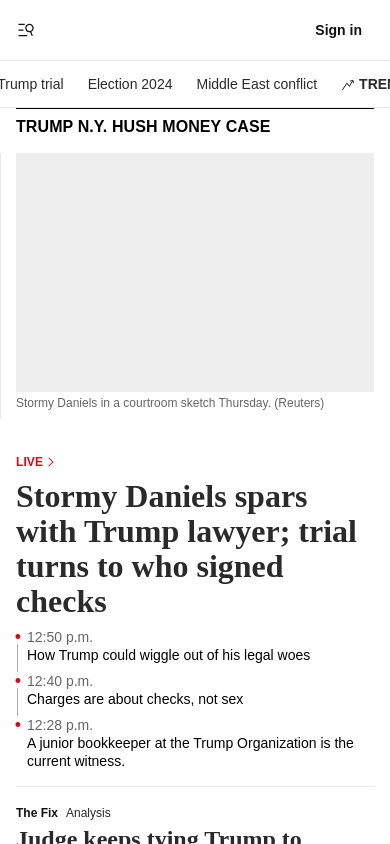 Sign in
Trump trial Election 2024 Middle East conflict
TRUMP N.Y. HUSH MONEY CASE
Stormy Daniels in a courtroom sketch Thursday. (Reuters)
LIVE
Stormy Daniels spars
with Trump lawyer; trial
turns to who signed
checks
12:50 p.m.
How Trump could wiggle out of his legal woes
12:40 p.m.
Charges are about checks, not sex
12:28 p.m.
A junior bookkeeper at the Trump Organization is the
current witness.
The Fix Analysis
Judge keeps tying Trump to